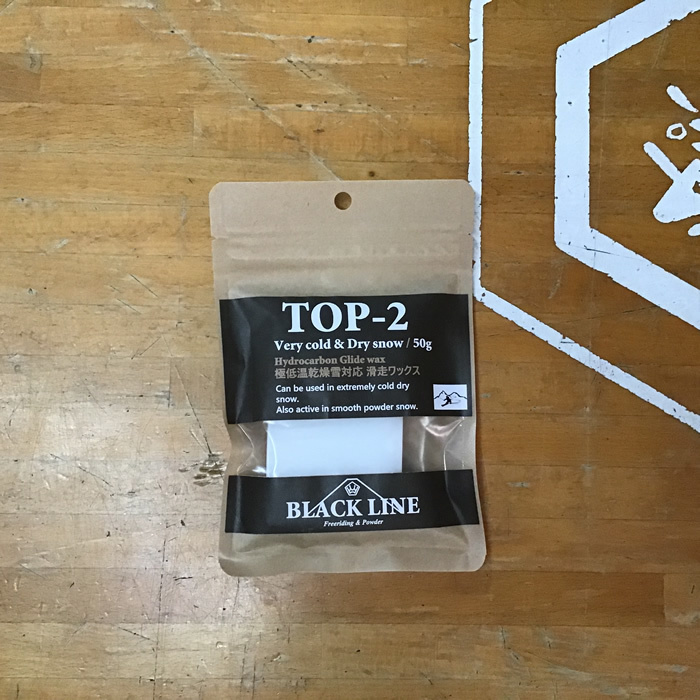 TOP-2
Very cold & Dry snow / 50g
Hydrocarbon Glide wax
極低温乾燥雪対応 滑走ワックス
Can be used in extremely cold dry
snow.
Also active in smooth powder snow.
BLACK LINE
Freeriding & Powder